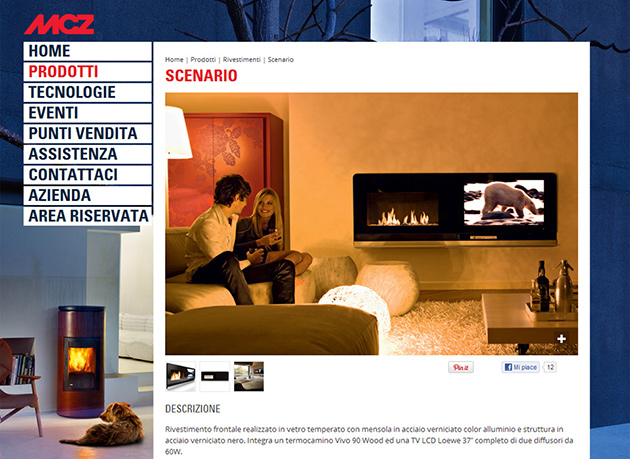 MCZ
HOME
PRODOTTI
TECNOLOGIE
EVENTI
PUNTI VENDITA
ASSISTENZA
CONTATTACI
AZIENDA
AREA RISERVATA
Home | Prodotti | Rivestimenti | Scenario
SCENARIO
Pin it
Mi piace 12
DESCRIZIONE
Rivestimento frontale realizzato in vetro temperato con mensola in acciaio verniciato color alluminio e struttura in
acciaio verniciato nero. Integra un termocamino Vivo 90 Wood ed una TV LCD Loewe 37" completo di due diffusori da
60W.